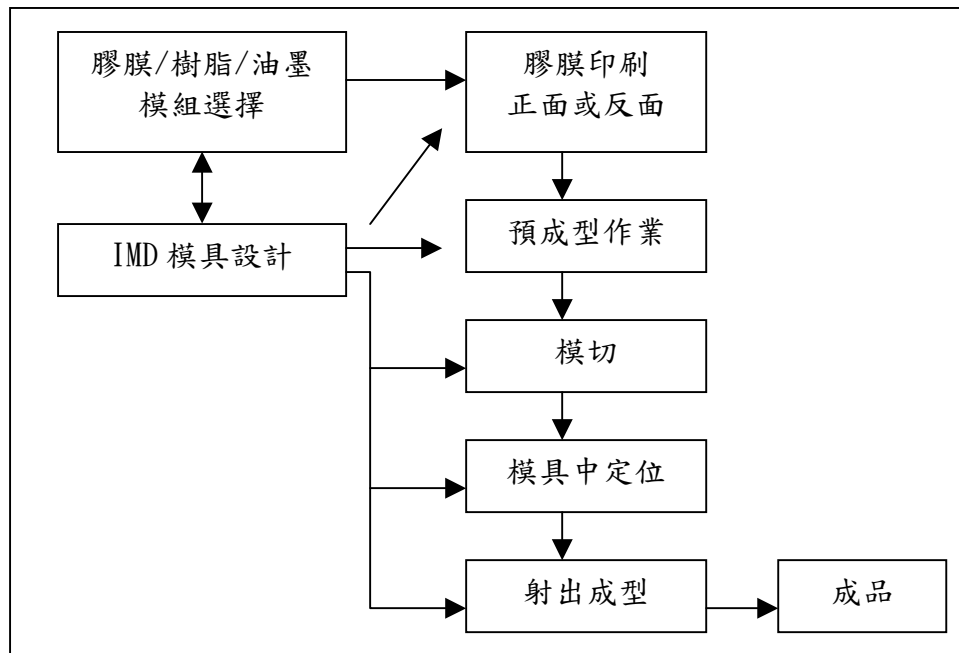 膠膜/樹脂/油墨
模組選擇
膠膜印刷
正面或反面
IMD 模具設計
預成型作業
模切
模具中定位
射出成型
成品